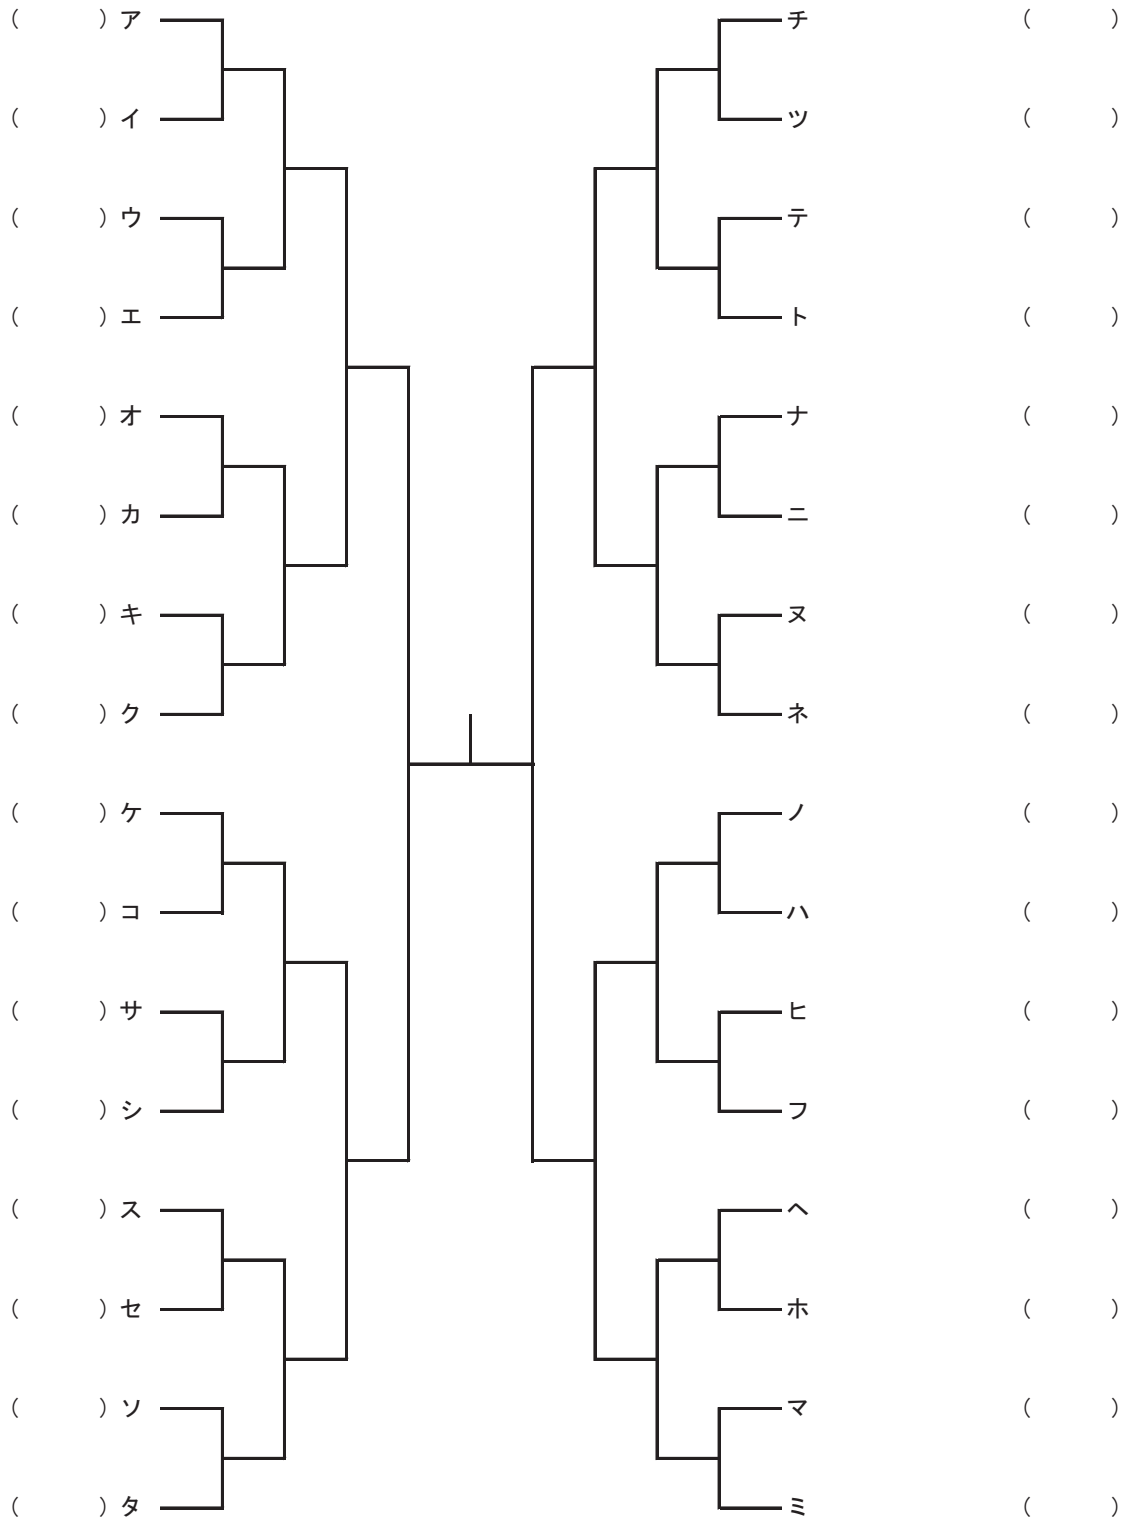 （　　　）ア
（　　　）イ
（　　　）ウ
（　　　）エ
（　　　）オ
（　　　）カ
（　　　）キ
（　　　）ク
（　　　）ケ
（　　　）コ
（　　　）サ
（　　　）シ
（　　　）ス
（　　　）セ
（　　　）ソ
（　　　）タ
チ（　　　）
ツ（　　　）
テ（　　　）
ト（　　　）
ナ（　　　）
ニ（　　　）
ヌ（　　　）
ネ（　　　）
ノ（　　　）
ハ（　　　）
ヒ（　　　）
フ（　　　）
ヘ（　　　）
ホ（　　　）
マ（　　　）
ミ（　　　）